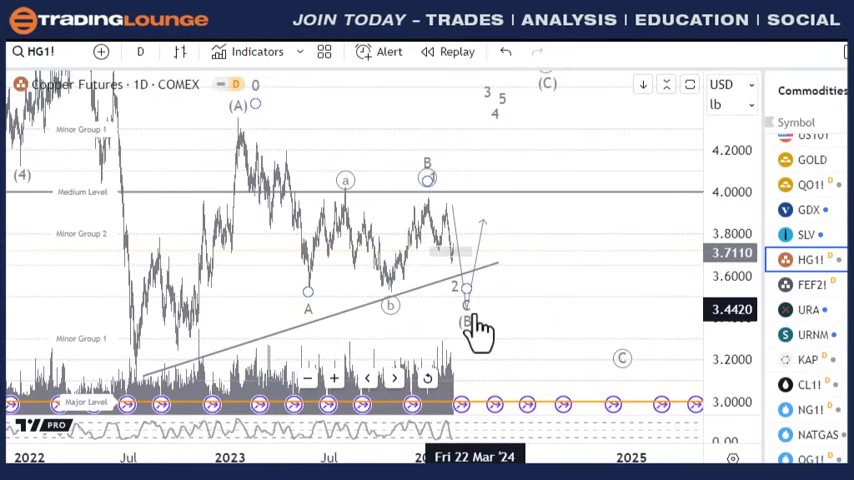 TRADINGLOUNGE
JOIN TODAY - TRADES | ANALYSIS | EDUCATION | SOCIAL
HG1!
D
Indicators
Alert
Replay
Copper Futures · 1D · COMEX
D
0
USD
lb
Commodities
Symbol
(A)
(C)
3
5
4
Minor Group 1
4.2000
(4)
B
a
Medium Level
4.0000
Minor Group 2
3.8000
3.7110
3.6000
2
A
b
C
(B
3.4420
Minor Group 1
C
3.2000
Major Level
3.0000
PRO
0.00
2022
Jul
2023
Jul
20
Fri 22 Mar '24
2025
US10Y
GOLD D
QO1! D
GDX
SLV
HG1! D
FEF2! D
URA
URNM
KAP D
CL1! D
NG1! D
NATGAS
QG1! D